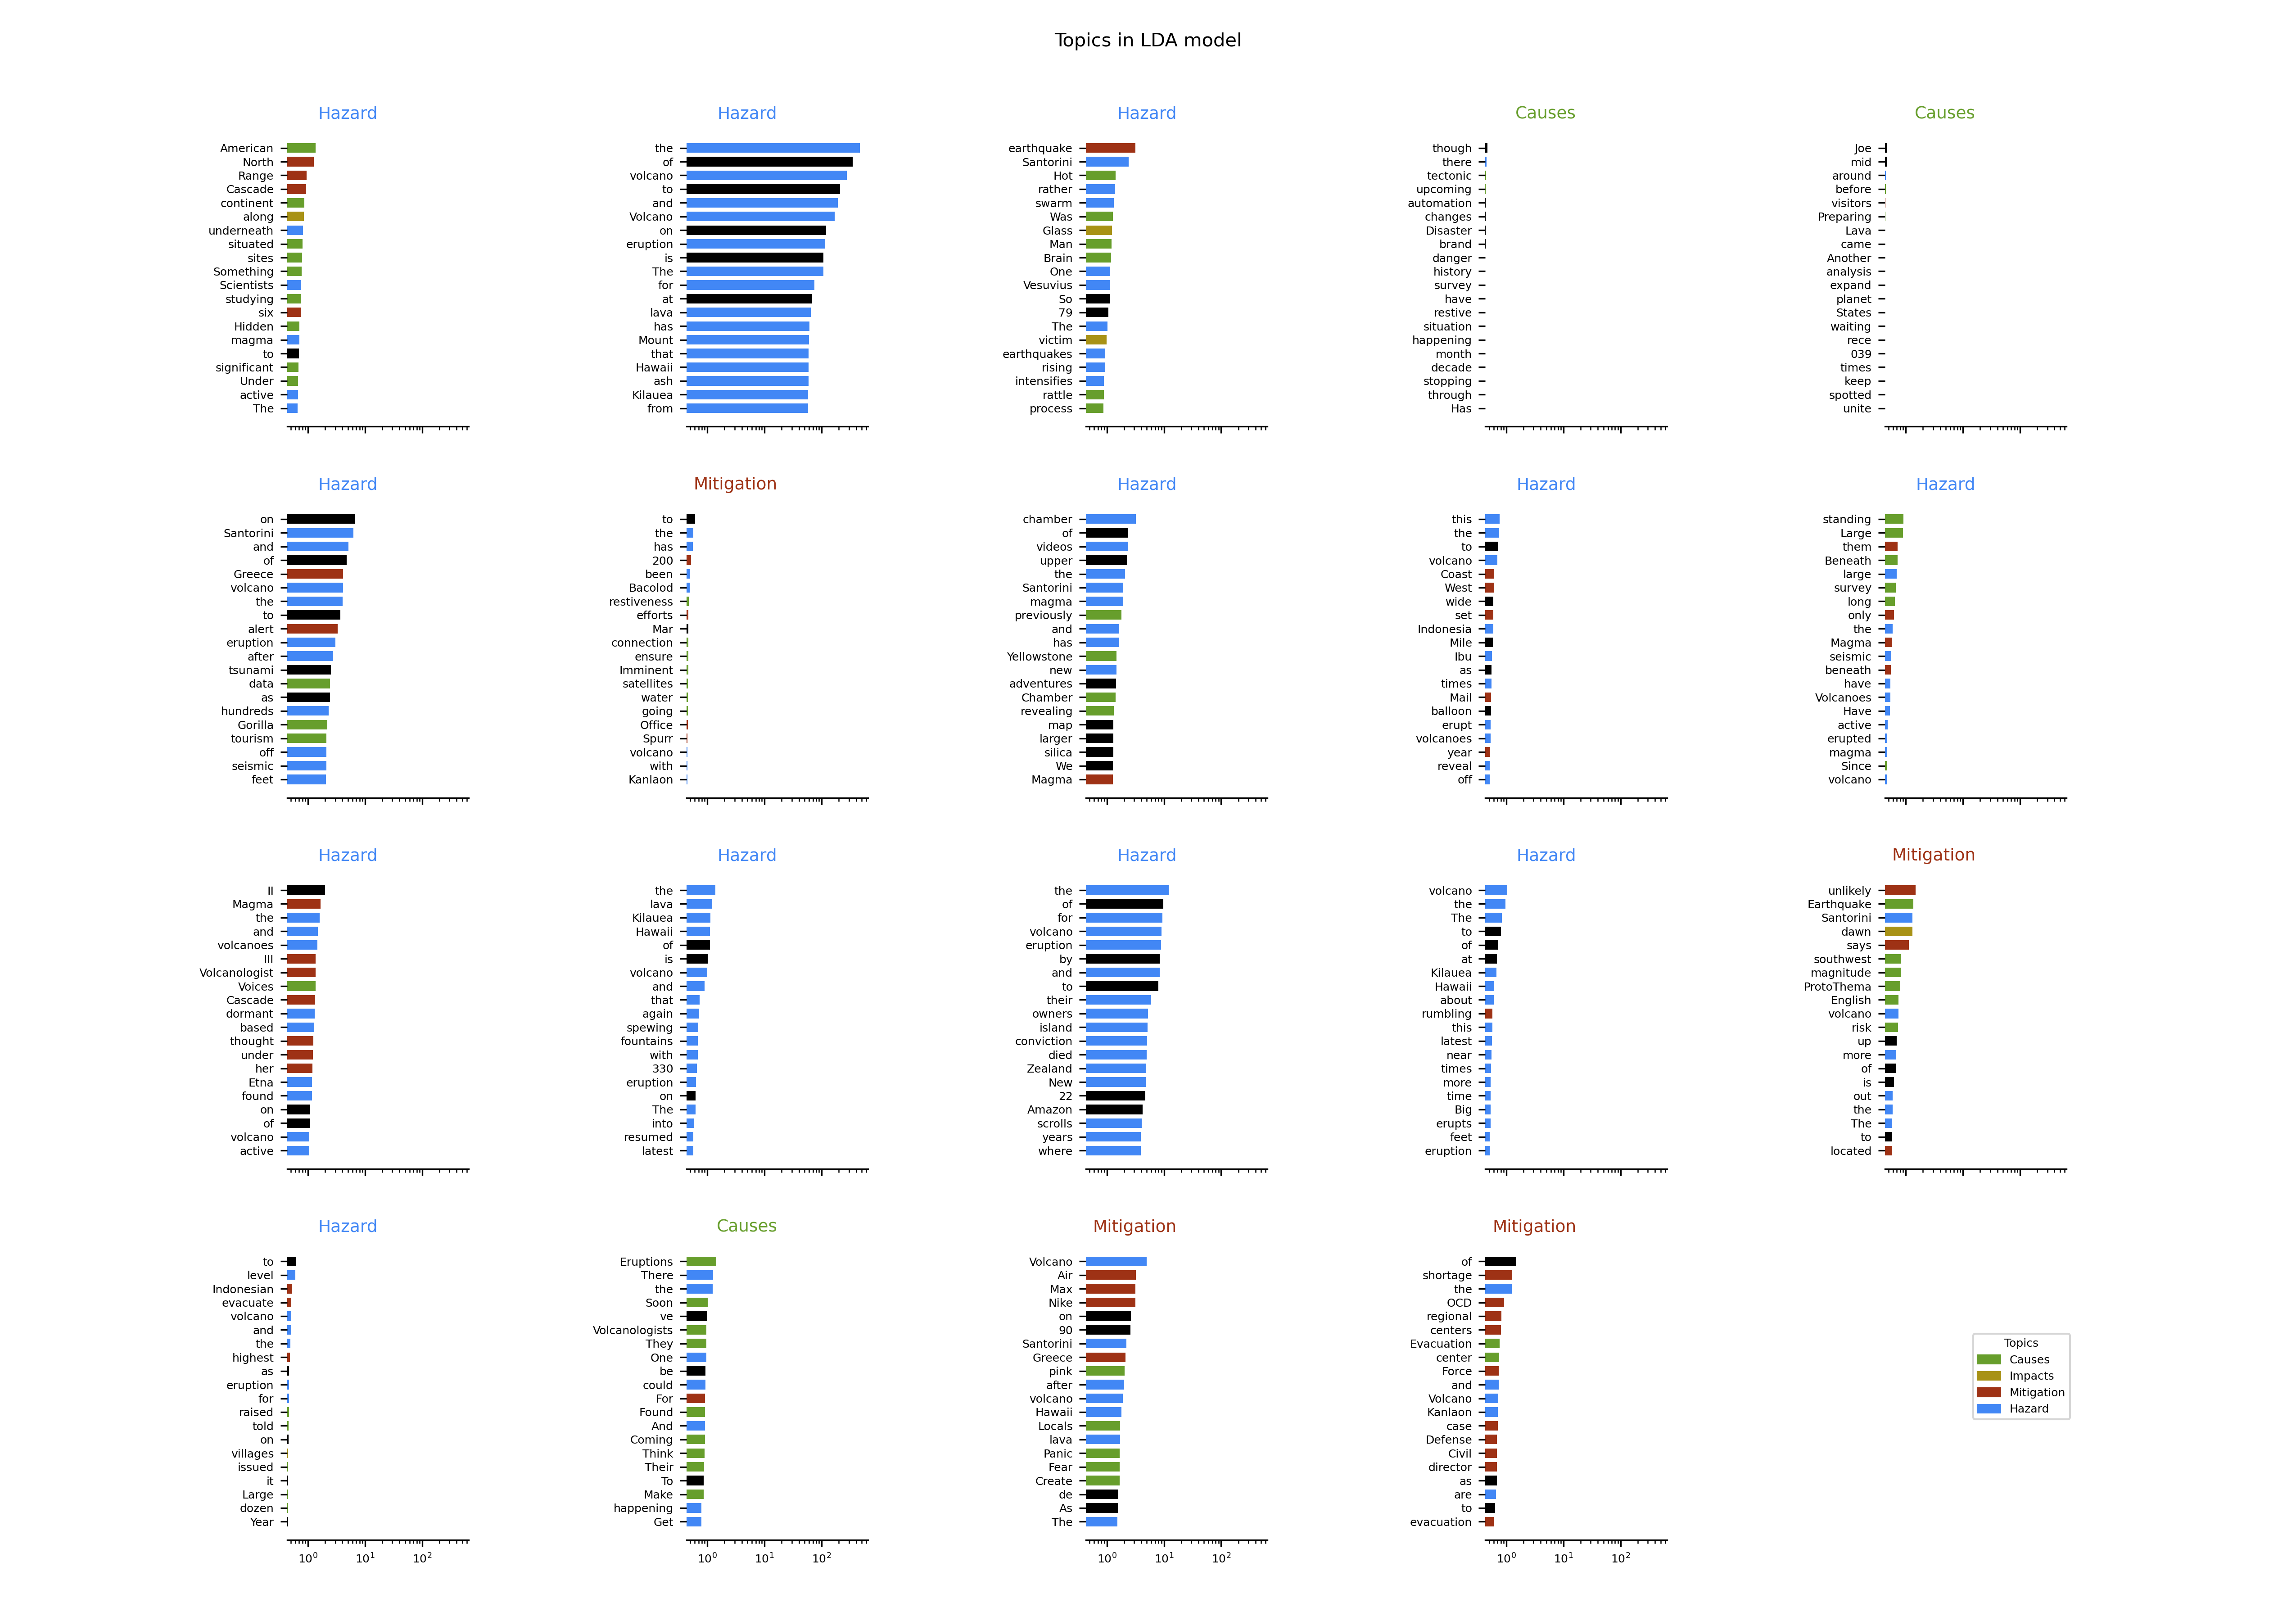 Topics in LDA model
Hazard
American
North
Range
Cascade
continent
along
underneath
situated
sites
Something
Scientists
studying
six
Hidden
magma
to
significant
Under
active
The
Hazard
the
of
volcano
to
and
Volcano
on
eruption
is
The
for
at
lava
has
Mount
that
Hawaii
ash
Kilauea
from
Hazard
earthquake
Santorini
Hot
rather
swarm
Was
Glass
Man
Brain
One
Vesuvius
So
79
The
victim
earthquakes
rising
intensifies
rattle
process
Causes
though
there
tectonic
upcoming
automation
changes
Disaster
brand
danger
history
survey
have
restive
situation
happening
month
decade
stopping
through
Has
Causes
Joe
mid
around
before
visitors
Preparing
Lava
came
Another
analysis
expand
planet
States
waiting
rece
039
times
keep
spotted
unite
Hazard
on
Santorini
and
of
Greece
volcano
the
to
alert
eruption
after
tsunami
data
as
hundreds
Gorilla
tourism
off
seismic
feet
Mitigation
to
the
has
200
been
Bacolod
restiveness
efforts
Mar
connection
ensure
Imminent
satellites
water
going
Office
Spurr
volcano
with
Kanlaon
Hazard
chamber
of
videos
upper
the
Santorini
magma
previously
and
has
Yellowstone
new
adventures
Chamber
revealing
map
larger
silica
We
Magma
Hazard
this
the
to
volcano
Coast
West
wide
set
Indonesia
Mile
Ibu
as
times
Mail
balloon
erupt
volcanoes
year
reveal
off
Hazard
standing
Large
them
Beneath
large
survey
long
only
the
Magma
seismic
beneath
have
Volcanoes
Have
active
erupted
magma
Since
volcano
Hazard
II
Magma
the
and
volcanoes
III
Volcanologist
Voices
Cascade
dormant
based
thought
under
her
Etna
found
on
of
volcano
active
Hazard
the
lava
Kilauea
Hawaii
of
is
volcano
and
that
again
spewing
fountains
with
330
eruption
on
The
into
resumed
latest
Hazard
the
of
for
volcano
eruption
by
and
to
their
owners
island
conviction
died
Zealand
New
22
Amazon
scrolls
years
where
Hazard
volcano
the
The
to
of
at
Kilauea
Hawaii
about
rumbling
this
latest
near
times
more
time
Big
erupts
feet
eruption
Mitigation
unlikely
Earthquake
Santorini
dawn
says
southwest
magnitude
ProtoThema
English
volcano
risk
up
more
of
is
out
the
The
to
located
Hazard
to
level
Indonesian
evacuate
volcano
and
the
highest
as
eruption
for
raised
told
on
villages
issued
it
Large
dozen
Year
10⁰ 10¹ 10²
Causes
Eruptions
There
the
Soon
ve
Volcanologists
They
One
be
could
For
Found
And
Coming
Think
Their
To
Make
happening
Get
10⁰ 10¹ 10²
Mitigation
Volcano
Air
Max
Nike
on
90
Santorini
Greece
pink
after
volcano
Hawaii
Locals
lava
Panic
Fear
Create
de
As
The
10⁰ 10¹ 10²
Mitigation
of
shortage
the
OCD
regional
centers
Evacuation
center
Force
and
Volcano
Kanlaon
case
Defense
Civil
director
as
are
to
evacuation
10⁰ 10¹ 10²
Topics
Causes
Impacts
Mitigation
Hazard